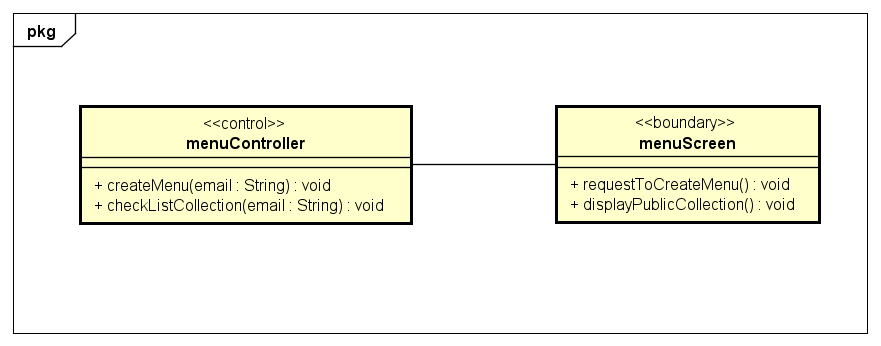 pkg
<<control>>
menuController
+ createMenu(email : String) : void
+ checkListCollection(email : String) : void
<<boundary>>
menuScreen
+ requestToCreateMenu() : void
+ displayPublicCollection() : void